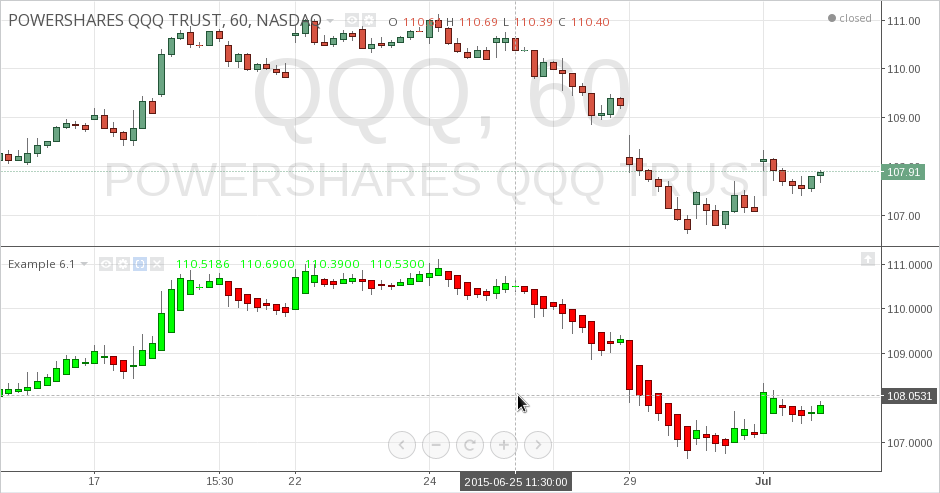 POWERSHARES QQQ TRUST, 60, NASDAQ
O 110.6 H 110.69 L 110.39 C 110.40
closed
111.00
110.00
QQQ, 60
109.00
POWERSHARES QQQ TRUST
107.91
107.00
Example 6.1
110.5186 110.6900 110.3900 110.5300
111.0000
110.0000
109.0000
108.0531
107.0000
17 15:30 22 24 2015-06-25 11:30:00 29 Jul